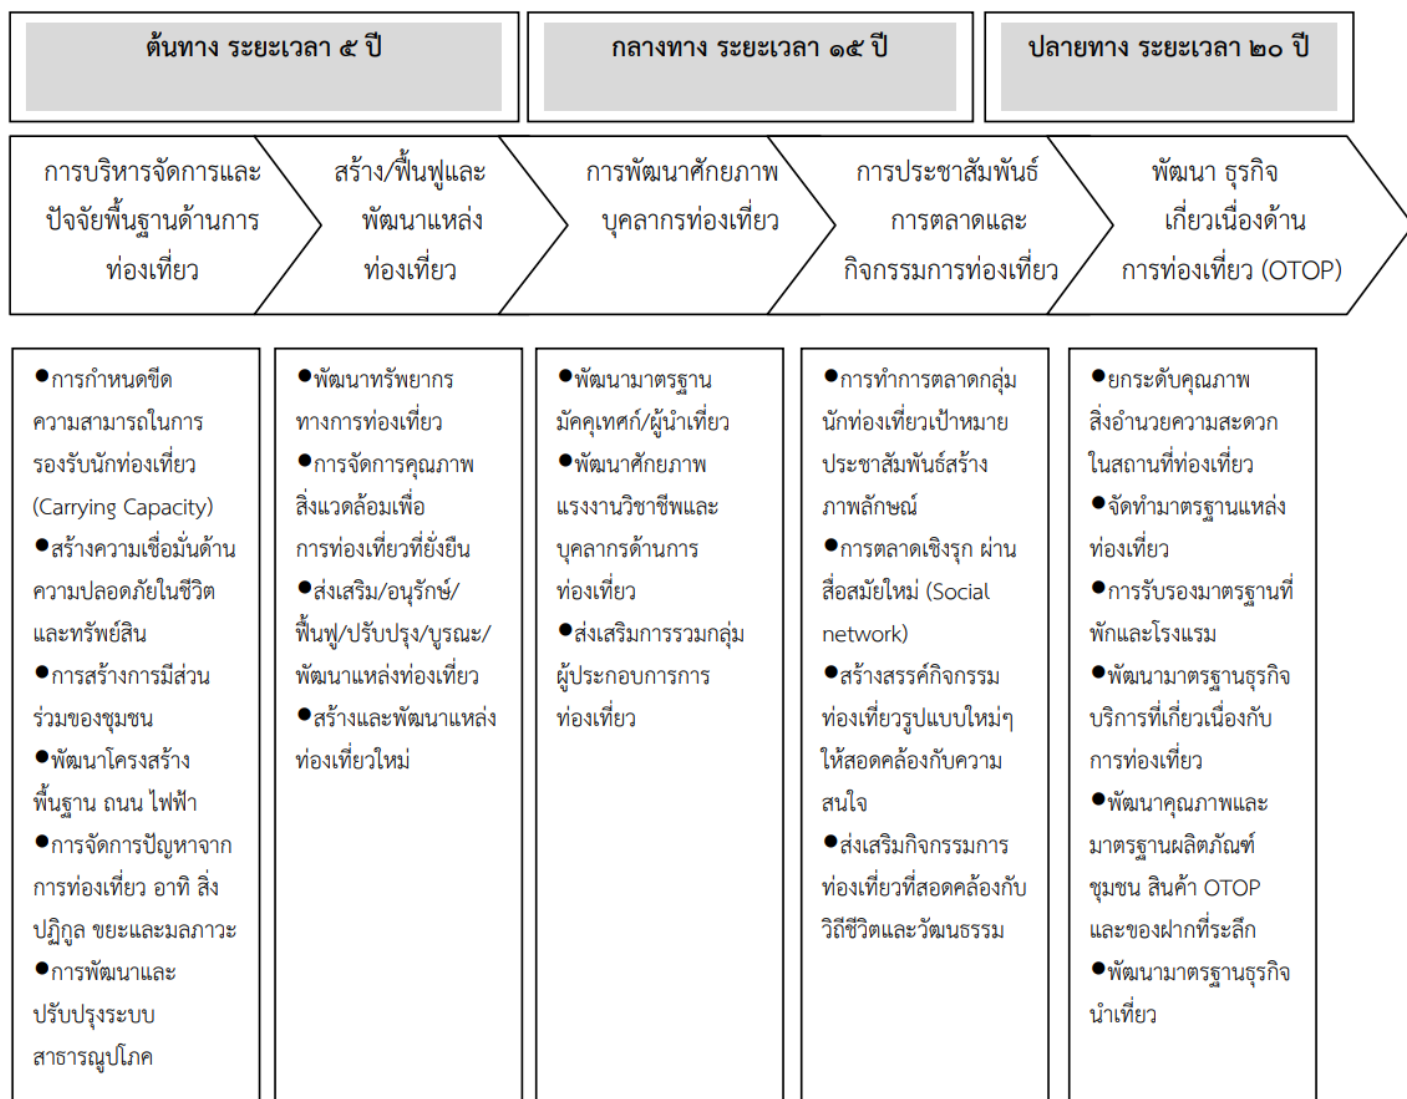 ต้นทาง ระยะเวลา ๕ ปี
กลางทาง ระยะเวลา ๑๕ ปี
ปลายทาง ระยะเวลา ๒๐ ปี
การบริหารจัดการและ
ปัจจัยพื้นฐานด้านการ
ท่องเที่ยว
สร้าง/ฟื้นฟูและ
พัฒนาแหล่ง
ท่องเที่ยว
การพัฒนาศักยภาพ
บุคลากรท่องเที่ยว
การประชาสัมพันธ์
การตลาดและ
กิจกรรมการท่องเที่ยว
พัฒนา ธุรกิจ
เกี่ยวเนื่องด้าน
การท่องเที่ยว (OTOP)
●การกำหนดขีด
ความสามารถในการ
รองรับนักท่องเที่ยว
(Carrying Capacity)
●สร้างความเชื่อมั่นด้าน
ความปลอดภัยในชีวิต
และทรัพย์สิน
●การสร้างการมีส่วน
ร่วมของชุมชน
●พัฒนาโครงสร้าง
พื้นฐาน ถนน ไฟฟ้า
●การจัดการปัญหาจาก
การท่องเที่ยว อาทิ สิ่ง
ปฏิกูล ขยะและมลภาวะ
●การพัฒนาและ
ปรับปรุงระบบ
สาธารณูปโภค
●พัฒนาทรัพยากร
ทางการท่องเที่ยว
●การจัดการคุณภาพ
สิ่งแวดล้อมเพื่อ
การท่องเที่ยวที่ยั่งยืน
●ส่งเสริม/อนุรักษ์/
ฟื้นฟู/ปรับปรุง/บูรณะ/
พัฒนาแหล่งท่องเที่ยว
●สร้างและพัฒนาแหล่ง
ท่องเที่ยวใหม่
●พัฒนามาตรฐาน
มัคคุเทศก์/ผู้นำเที่ยว
●พัฒนาศักยภาพ
แรงงานวิชาชีพและ
บุคลากรด้านการ
ท่องเที่ยว
●ส่งเสริมการรวมกลุ่ม
ผู้ประกอบการการ
ท่องเที่ยว
●การทำการตลาดกลุ่ม
นักท่องเที่ยวเป้าหมาย
ประชาสัมพันธ์สร้าง
ภาพลักษณ์
●การตลาดเชิงรุก ผ่าน
สื่อสมัยใหม่ (Social
network)
●สร้างสรรค์กิจกรรม
ท่องเที่ยวรูปแบบใหม่ๆ
ให้สอดคล้องกับความ
สนใจ
●ส่งเสริมกิจกรรมการ
ท่องเที่ยวที่สอดคล้องกับ
วิถีชีวิตและวัฒนธรรม
●ยกระดับคุณภาพ
สิ่งอำนวยความสะดวก
ในสถานที่ท่องเที่ยว
●จัดทำมาตรฐานแหล่ง
ท่องเที่ยว
●การรับรองมาตรฐานที่
พักและโรงแรม
●พัฒนามาตรฐานธุรกิจ
บริการที่เกี่ยวเนื่องกับ
การท่องเที่ยว
●พัฒนาคุณภาพและ
มาตรฐานผลิตภัณฑ์
ชุมชน สินค้า OTOP
และของฝากที่ระลึก
●พัฒนามาตรฐานธุรกิจ
นำเที่ยว